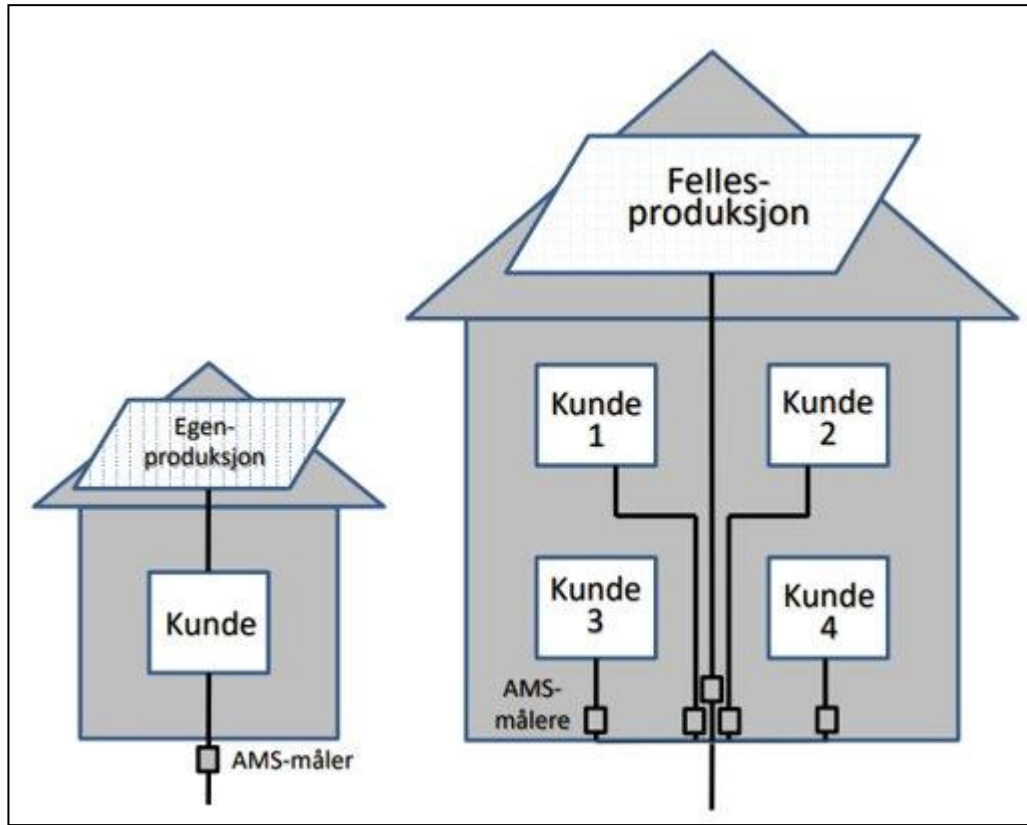 Egen-
produksjon
Kunde
AMS-måler
Felles-
produksjon
Kunde
1
Kunde
2
Kunde
3
Kunde
4
AMS-
målere